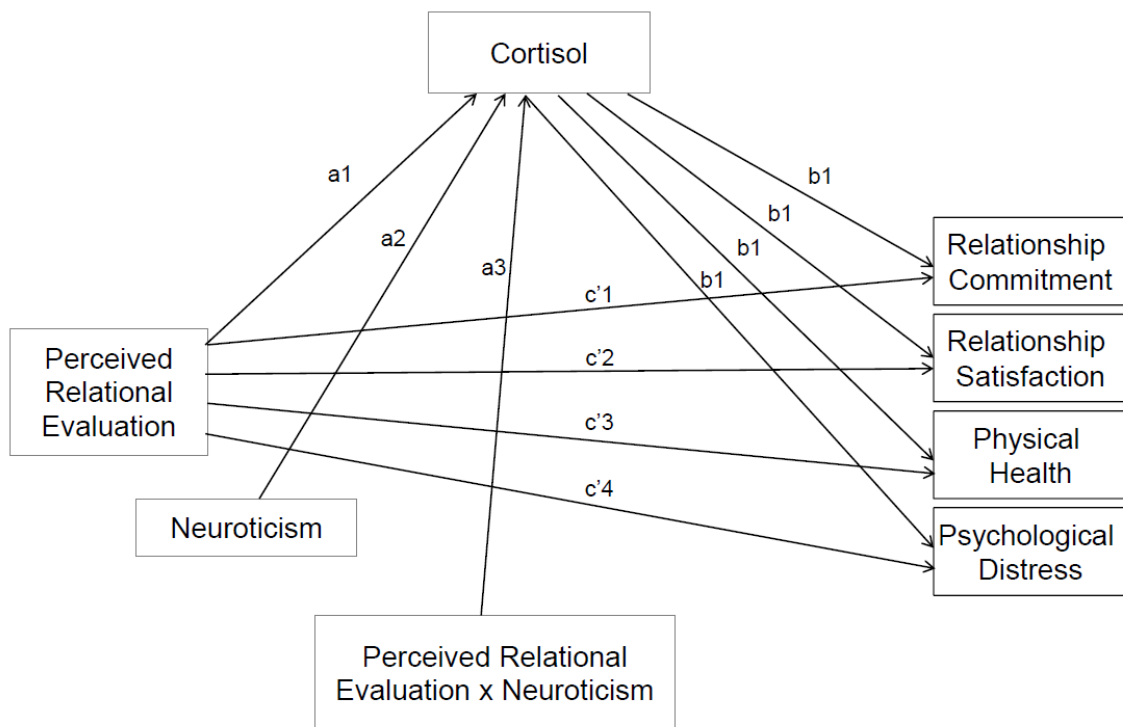 Cortisol
a1
b1
a2
b1
b1
a3
b1
Relationship
Commitment
c'1
Perceived
Relational
Evaluation
c'2
Relationship
Satisfaction
c'3
Physical
Health
c'4
Neuroticism
Psychological
Distress
Perceived Relational
Evaluation x Neuroticism